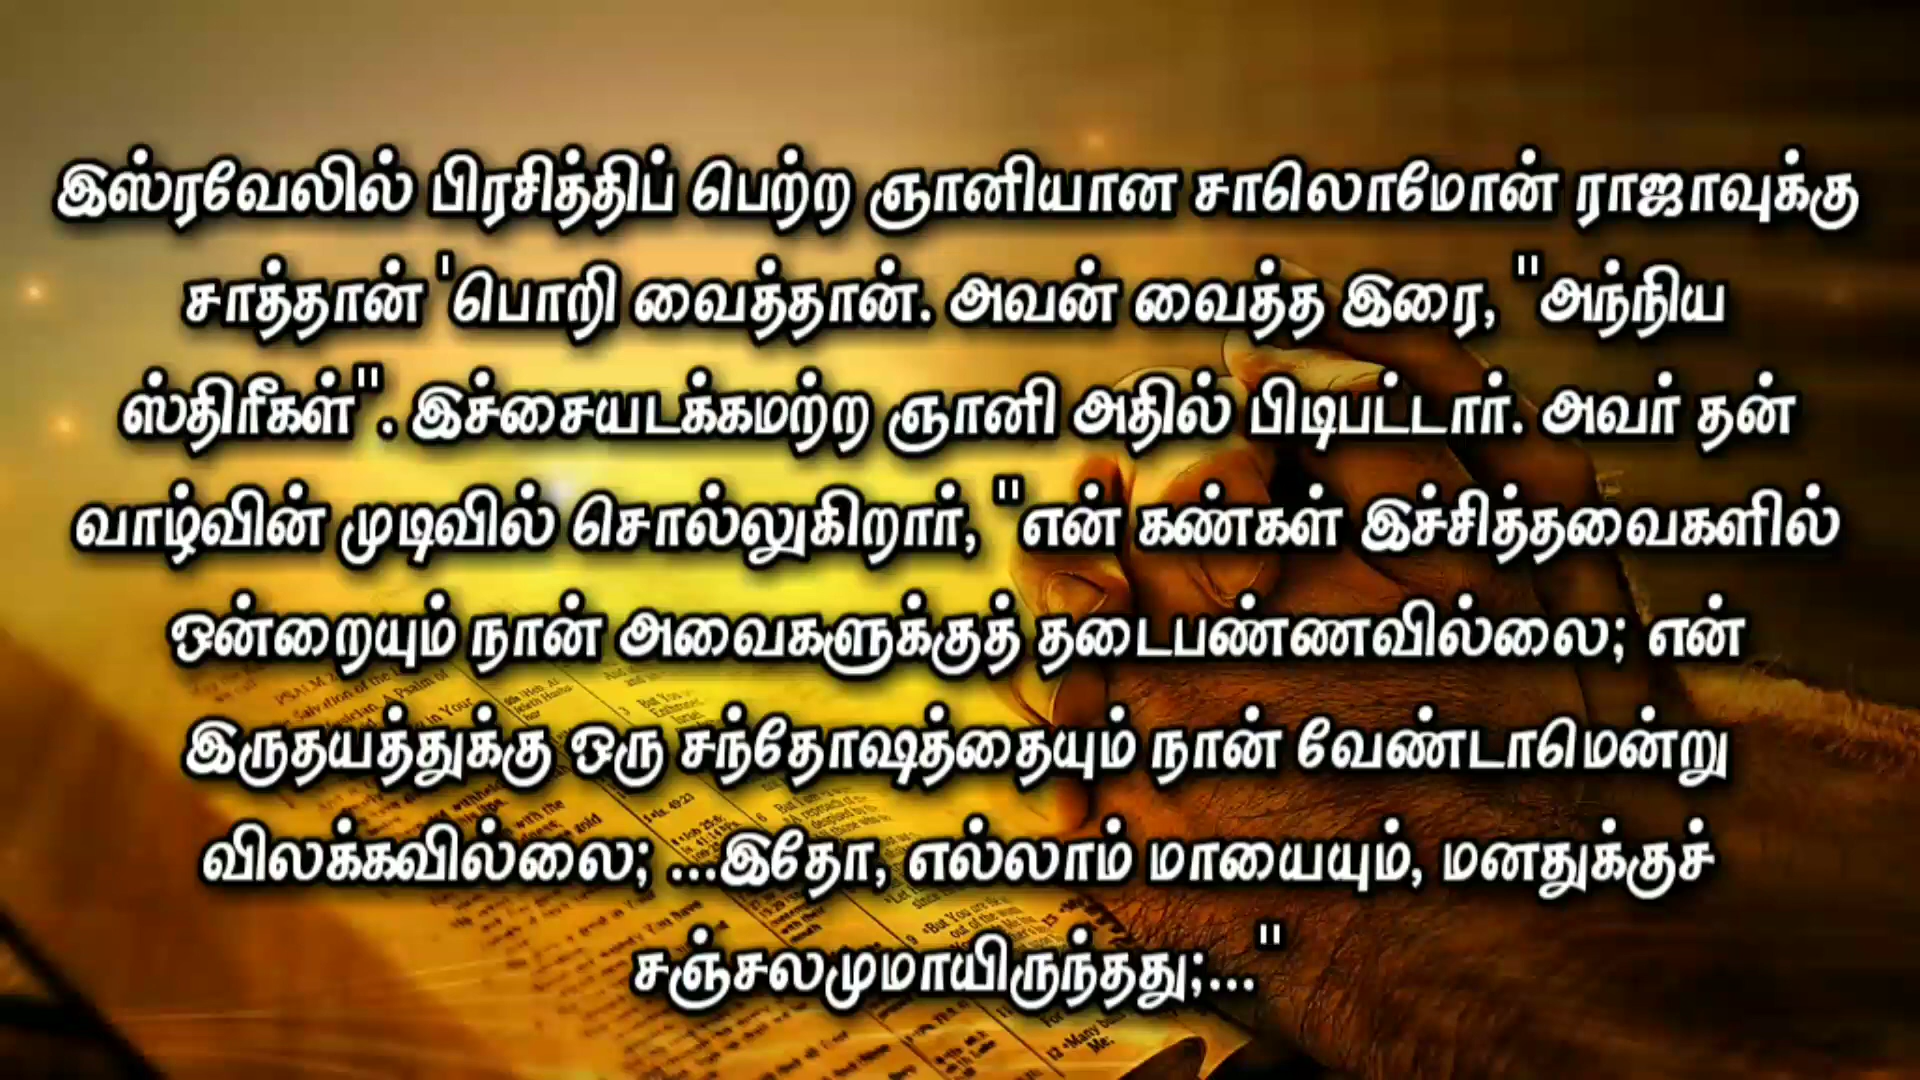 இஸ்ரவேலில் பிரசித்திப் பெற்ற ஞானியான சாலொமோன் ராஜாவுக்கு
சாத்தான் 'பொறி வைத்தான். அவன் வைத்த இரை, "அந்நிய
ஸ்திரீகள்". இச்சையடக்கமற்ற ஞானி அதில் பிடிபட்டார். அவர் தன்
வாழ்வின் முடிவில் சொல்லுகிறார், "என் கண்கள் இச்சித்தவைகளில்
ஒன்றையும் நான் அவைகளுக்குத் தடைபண்ணவில்லை; என்
இருதயத்துக்கு ஒரு சந்தோஷத்தையும் நான் வேண்டாமென்று
விலக்கவில்லை; ...இதோ, எல்லாம் மாயையும், மனதுக்குச்
சஞ்சலமுமாயிருந்தது;..."